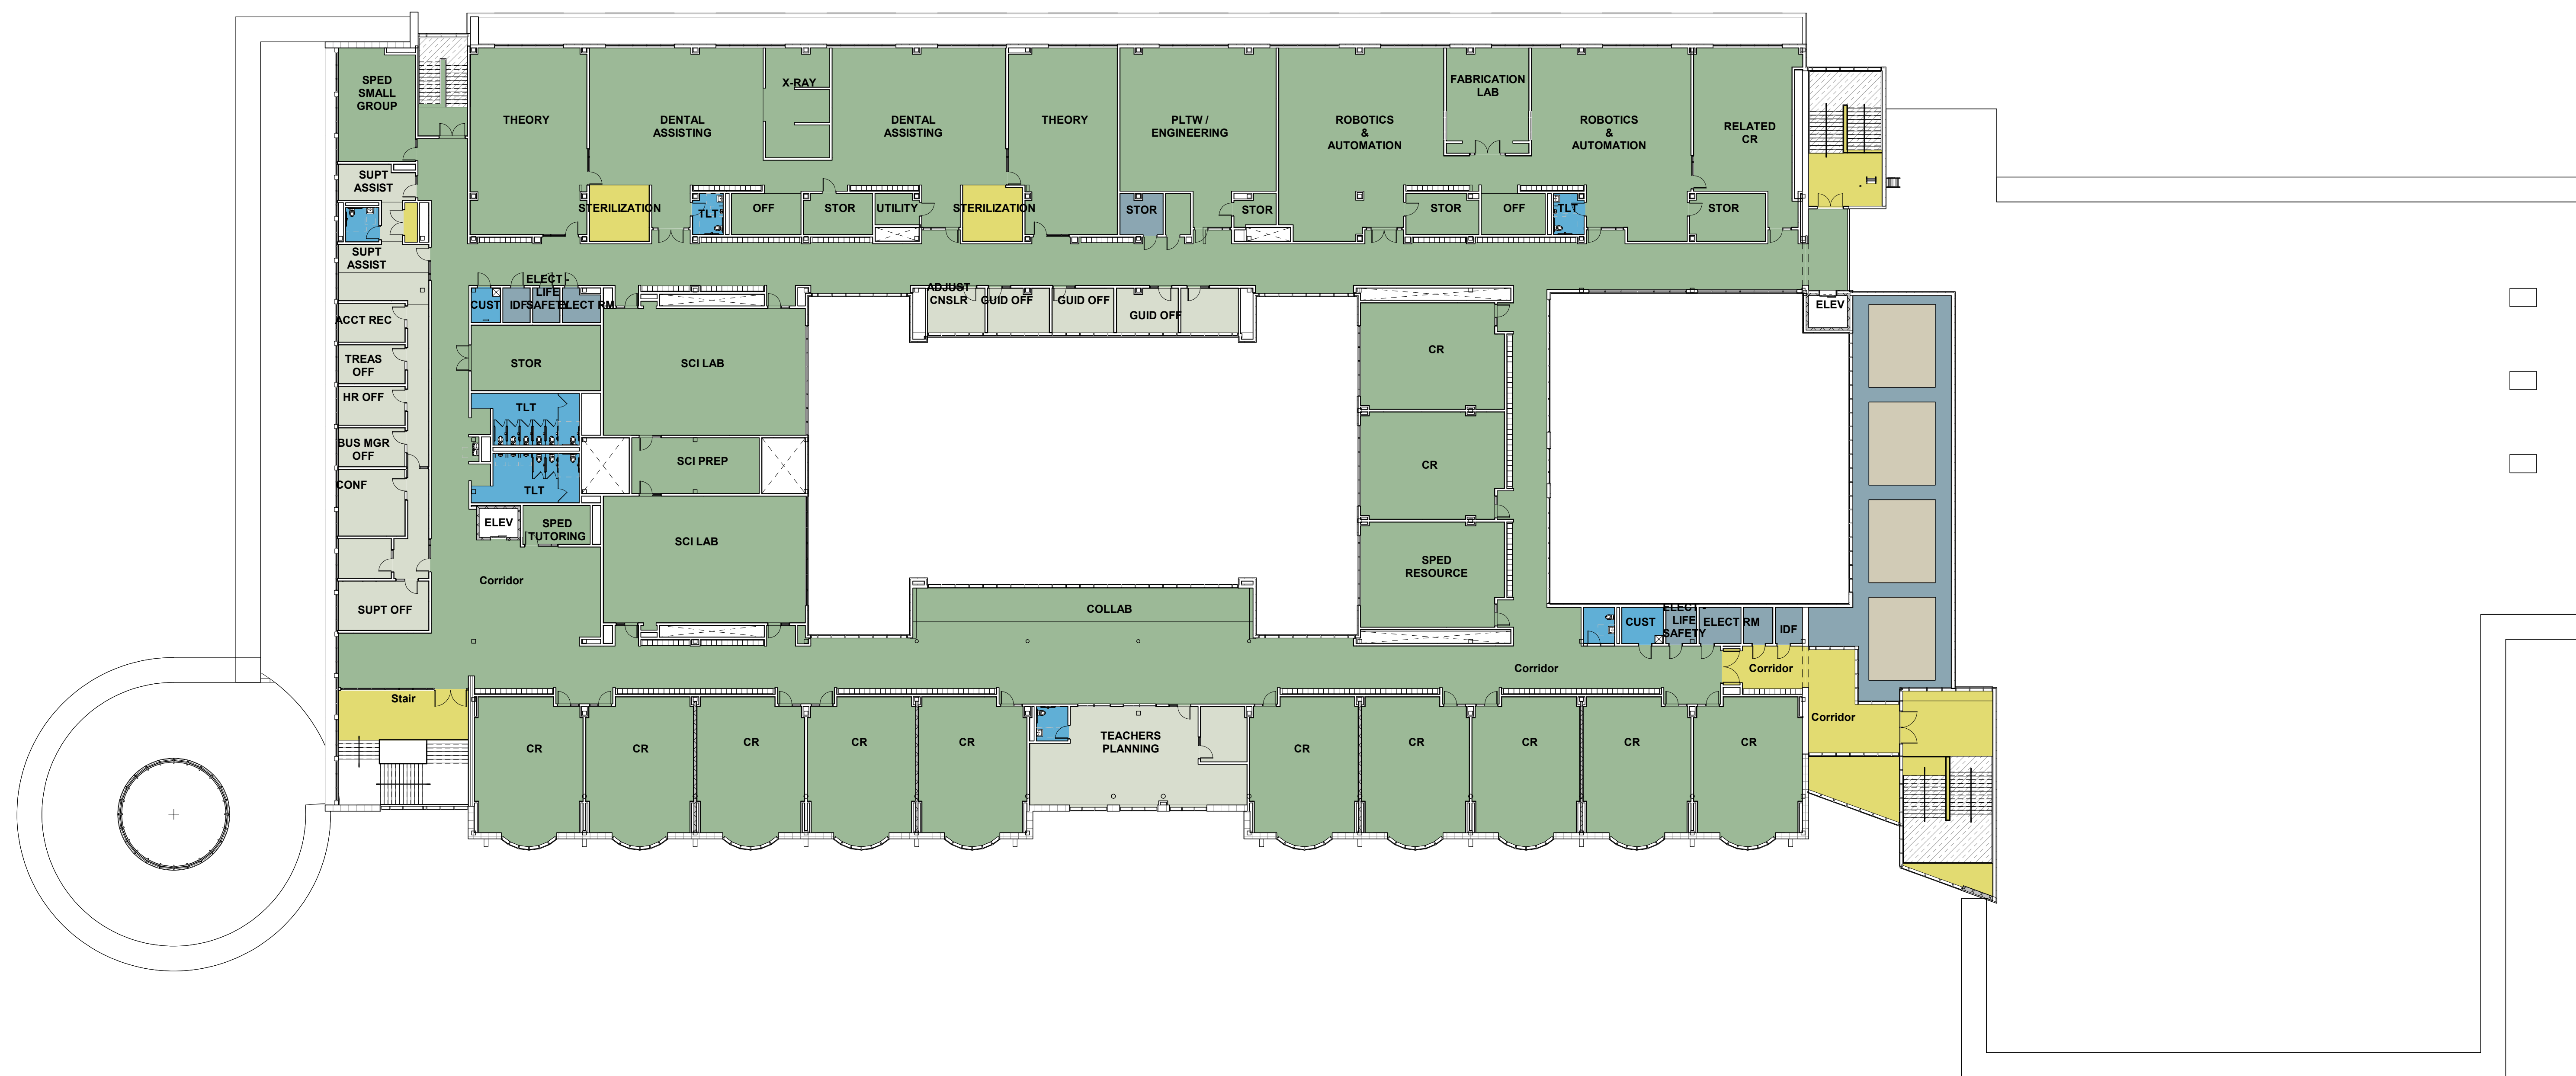 SPED
SMALL
GROUP
THEORY
DENTAL
ASSISTING
X-RAY
DENTAL
ASSISTING
THEORY
PLTW /
ENGINEERING
ROBOTICS
&
AUTOMATION
FABRICATION
LAB
ROBOTICS
&
AUTOMATION
RELATED
CR
SUPT
ASSIST
STERILIZATION
TLT
OFF
STOR
UTILITY
STERILIZATION
STOR
STOR
STOR
OFF
TLT
STOR
SUPT
ASSIST
CUST
IDF
ELECT -
LIFE
SAFETY
ELECT RM
ADJUST
CNSLR
GUID OFF
GUID OFF
GUID OFF
ELEV
ACCT REC
TREAS
OFF
STOR
SCI LAB
CR
HR OFF
TLT
BUS MGR
OFF
SCI PREP
CR
CONF
TLT
ELEV
SPED
TUTORING
SCI LAB
SPED
RESOURCE
Corridor
SUPT OFF
COLLAB
CUST
ELECT -
LIFE
SAFETY
ELECT RM
IDF
Corridor
Corridor
Stair
Corridor
CR
CR
CR
CR
CR
TEACHERS
PLANNING
CR
CR
CR
CR
CR